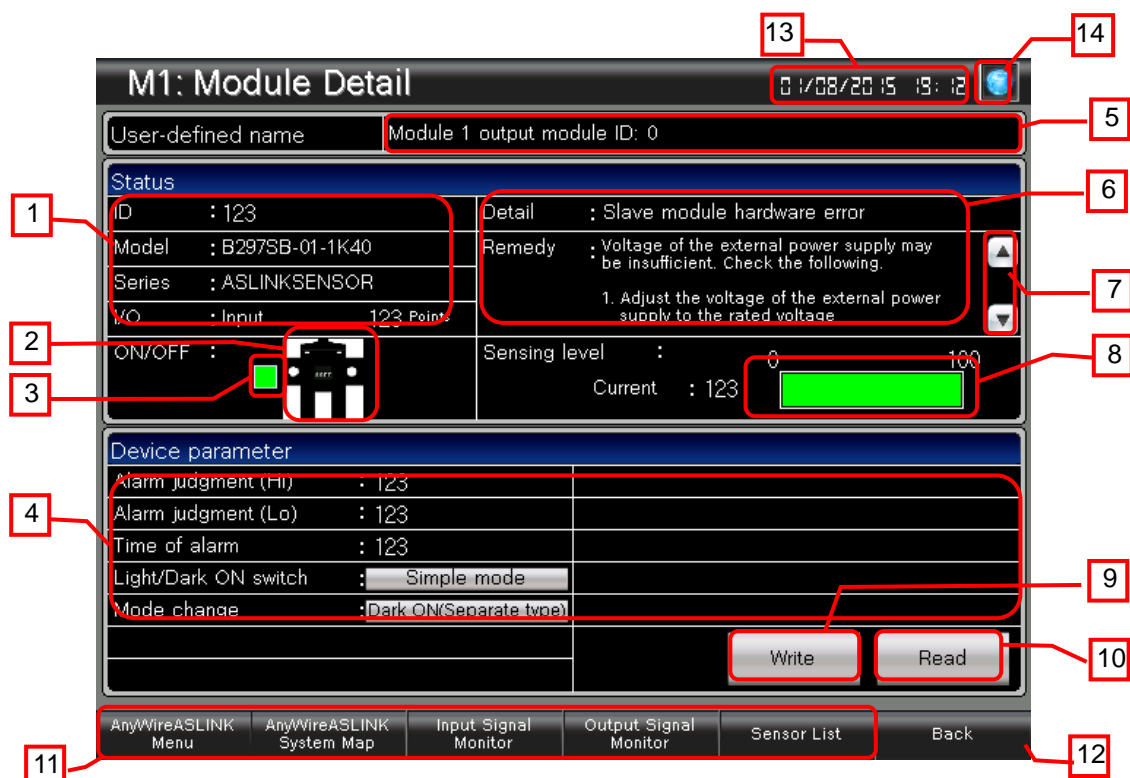 13
14
M1: Module Detail
01/08/2015 19:12
User-defined name
Module 1 output module ID: 0
5
Status
6
1
ID : 123
Detail : Slave module hardware error
Model : B297SB-01-1K40
Remedy : Voltage of the external power supply may
be insufficient. Check the following.
Series : ASLINKSENSOR
1. Adjust the voltage of the external power
supply to the rated voltage
7
I/O : Input 123 Points
2
ON/OFF :
Sensing level :
0 100
8
3
Current : 123
Device parameter
Alarm judgment (Hi) : 123
4
Alarm judgment (Lo) : 123
Time of alarm : 123
Light/Dark ON switch : Simple mode
9
Mode change : Dark ON(Separate type)
Write
Read
10
AnyWireASLINK
Menu
AnyWireASLINK
System Map
Input Signal
Monitor
Output Signal
Monitor
Sensor List
Back
11
12